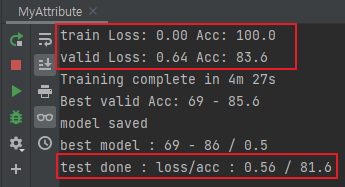 MyAttribute
train Loss: 0.00 Acc: 100.0
valid Loss: 0.64 Acc: 83.6
Training complete in 4m 27s
Best valid Acc: 69 - 85.6
model saved
best model : 69 - 86 / 0.5
test done : loss/acc : 0.56 / 81.6